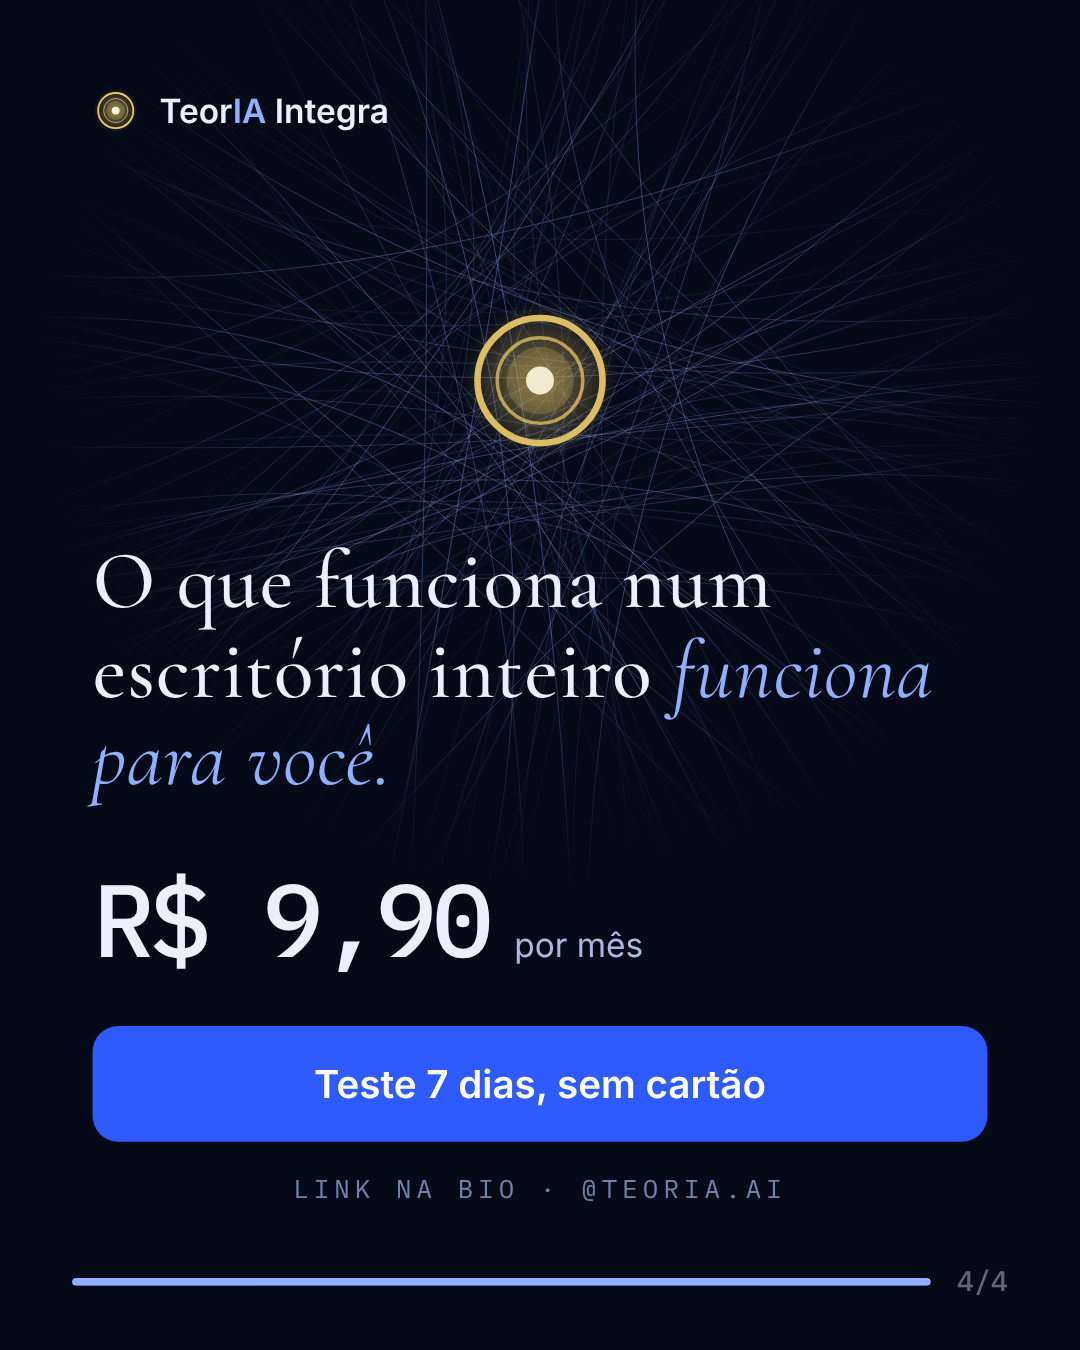 TeorIA Integra
O que funciona num
escritório inteiro funciona
para você.
R$ 9,90 por mês
Teste 7 dias, sem cartão
LINK NA BIO · @TEORIA.AI
4/4